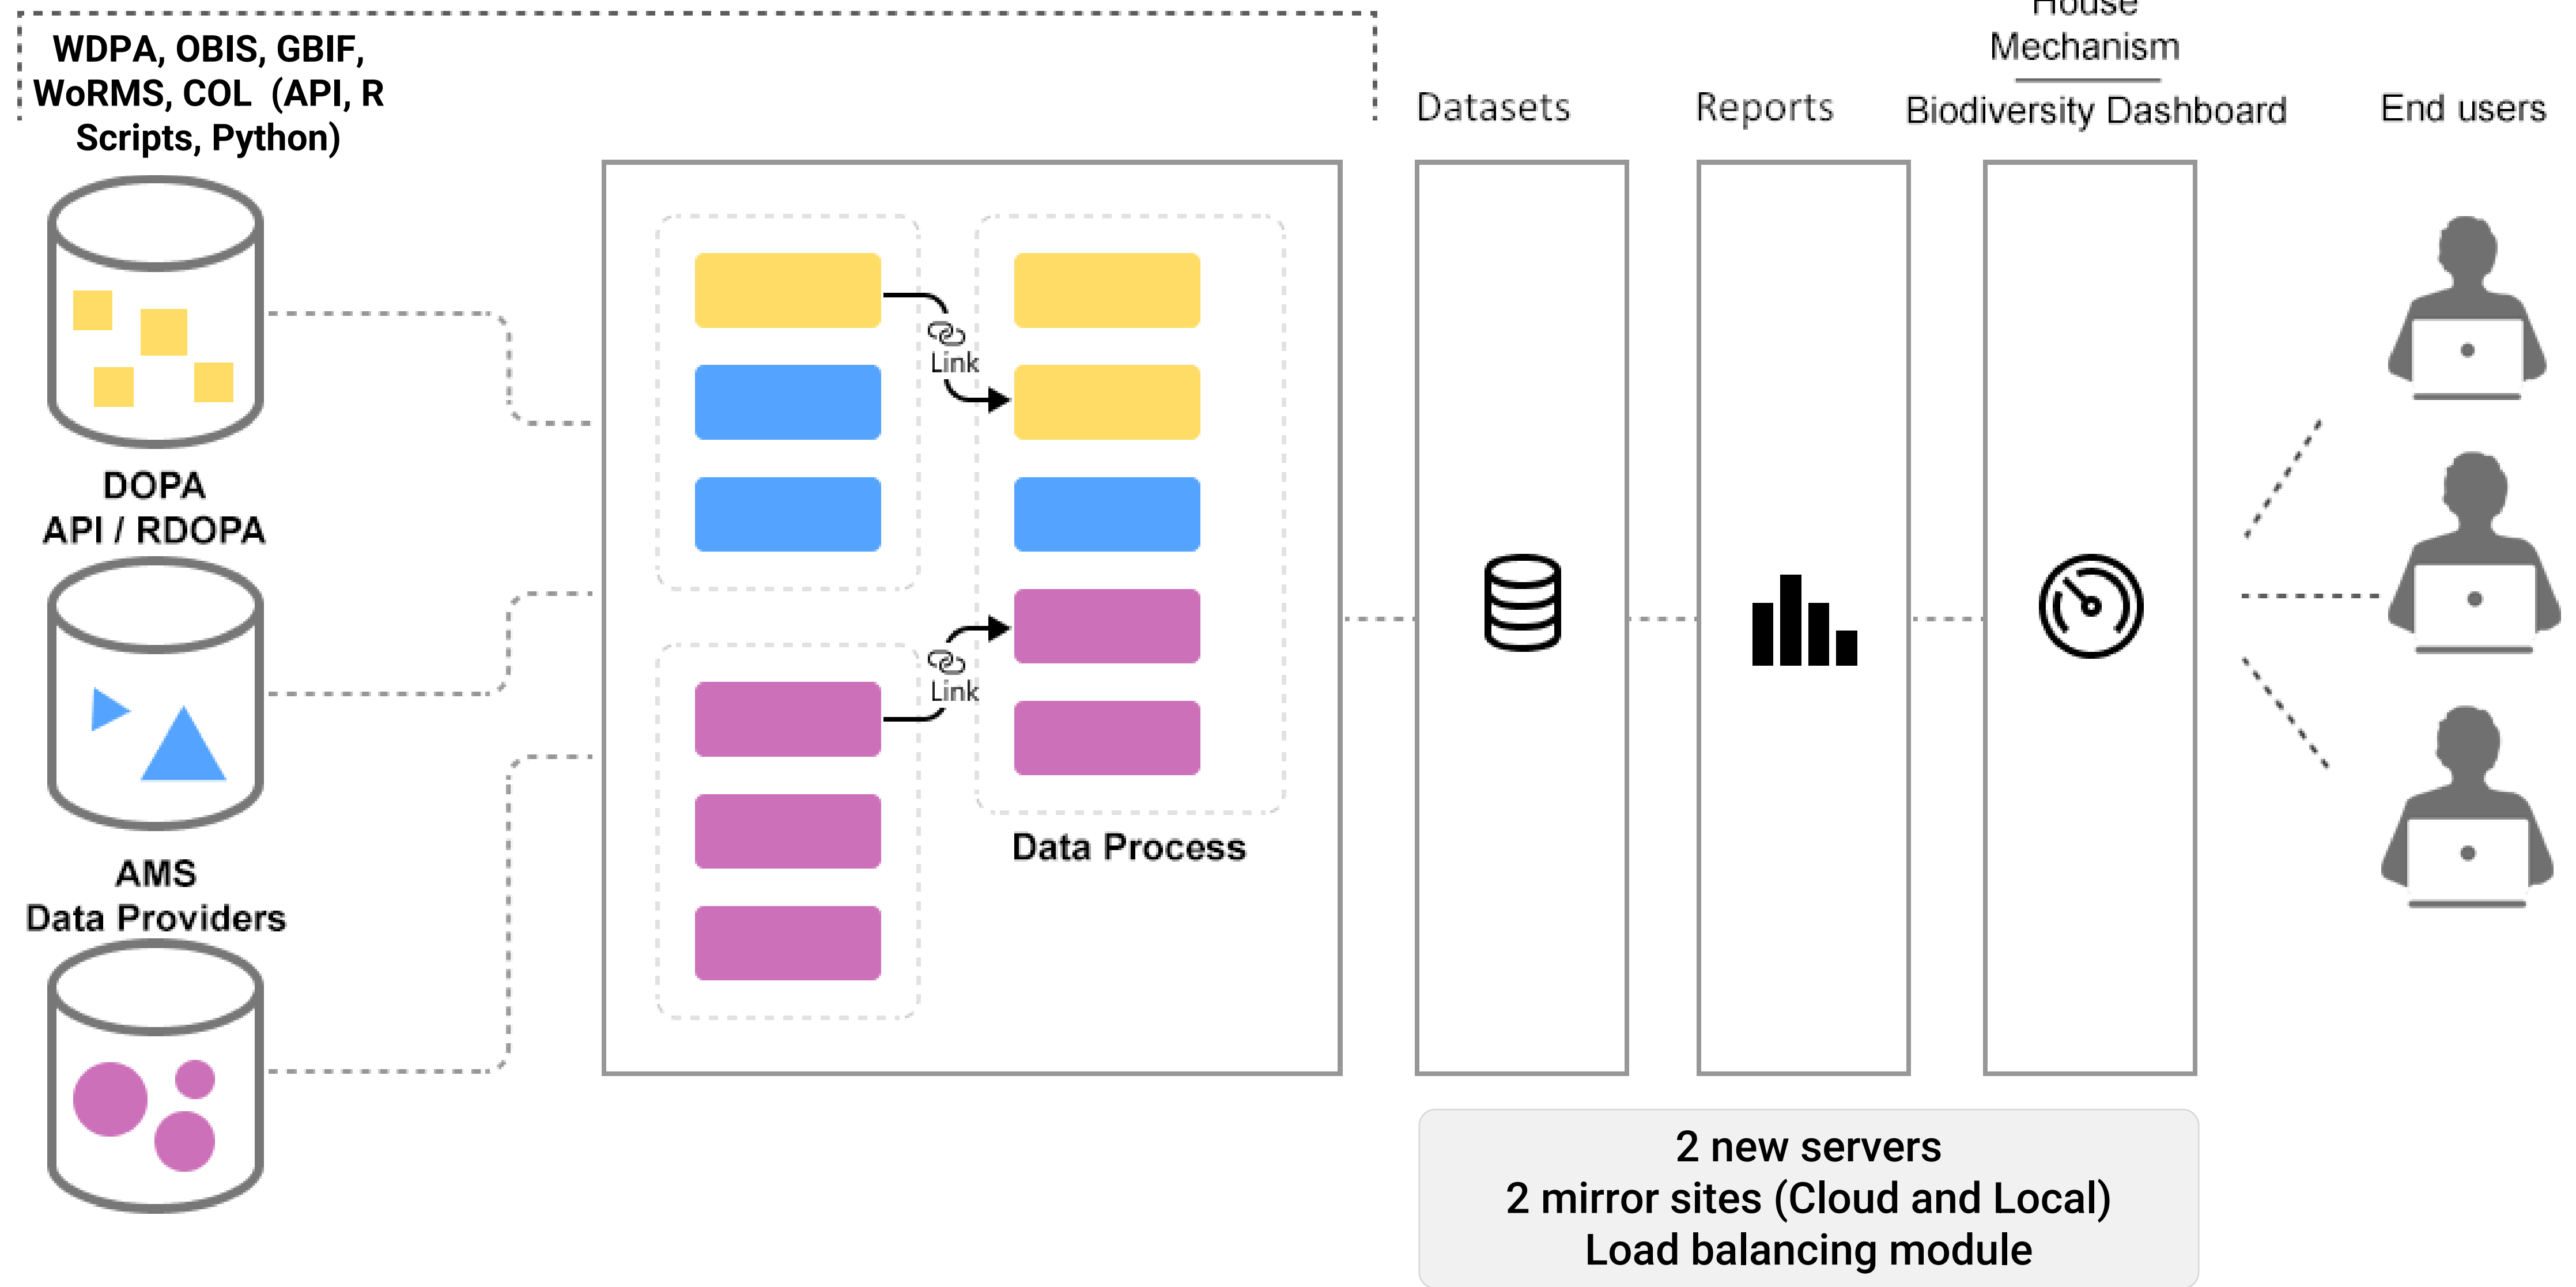 WDPA, OBIS, GBIF,
WoRMS, COL (API, R
Scripts, Python)
DOPA
API / RDOPA
AMS
Data Providers
Link
Link
Data Process
Datasets
Reports
House
Mechanism
Biodiversity Dashboard
End users
2 new servers
2 mirror sites (Cloud and Local)
Load balancing module